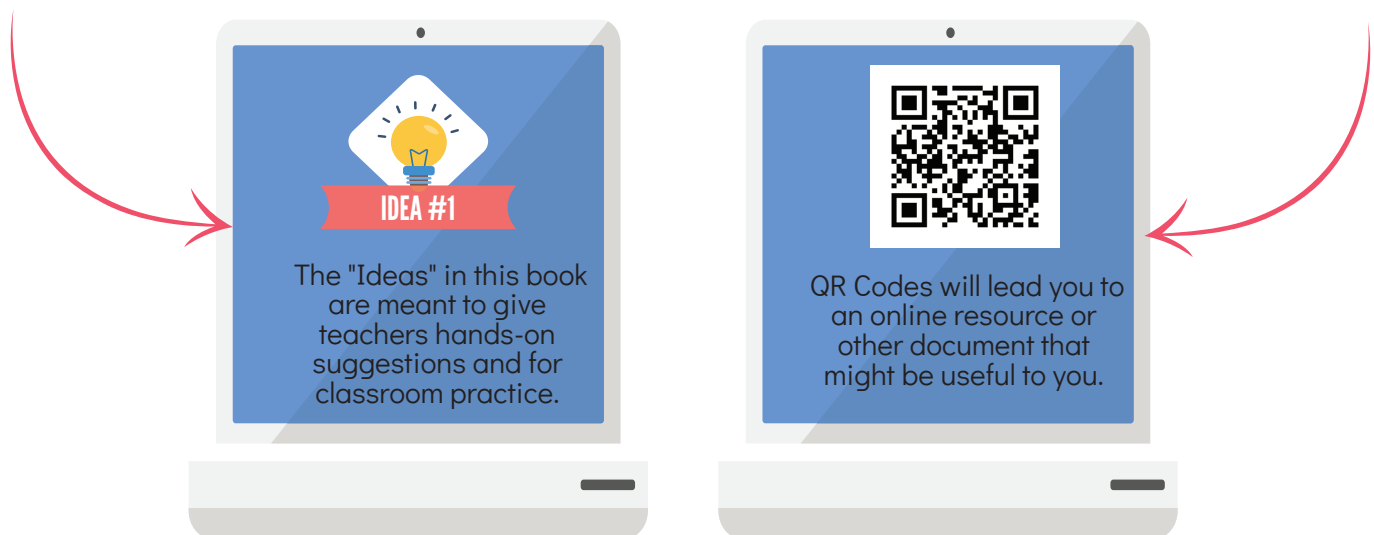 IDEA #1
The "Ideas" in this book
are meant to give
teachers hands-on
suggestions and for
classroom practice.
QR Codes will lead you to
an online resource or
other document that
might be useful to you.